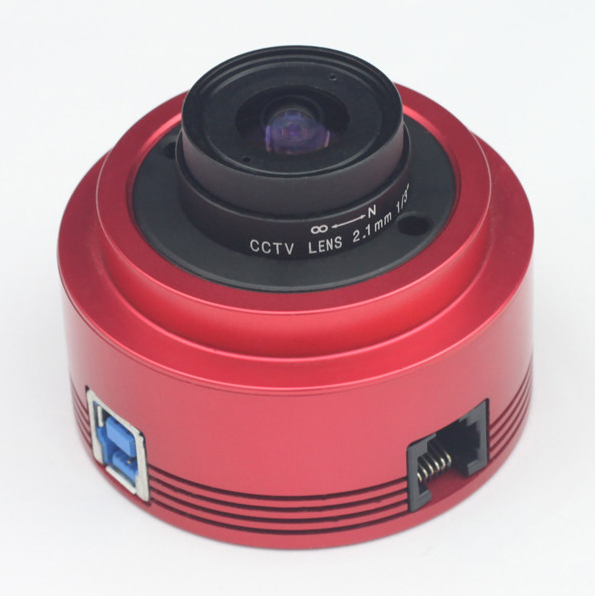 ∞ ↔ N
CCTV LENS 2.1mm 1/3"